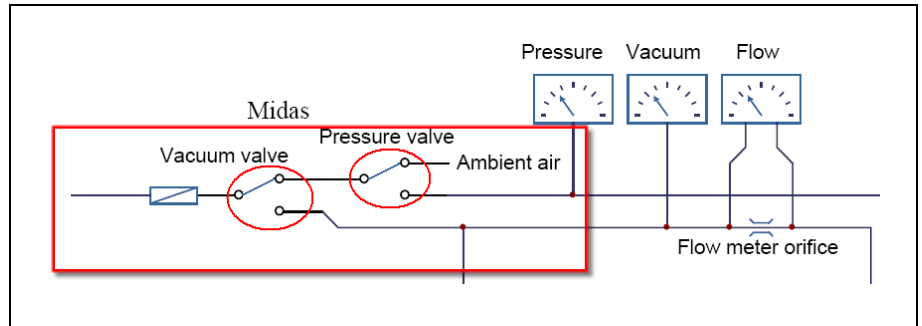 Pressure Vacuum Flow
Midas
Pressure valve
Vacuum valve
Ambient air
Flow meter orifice